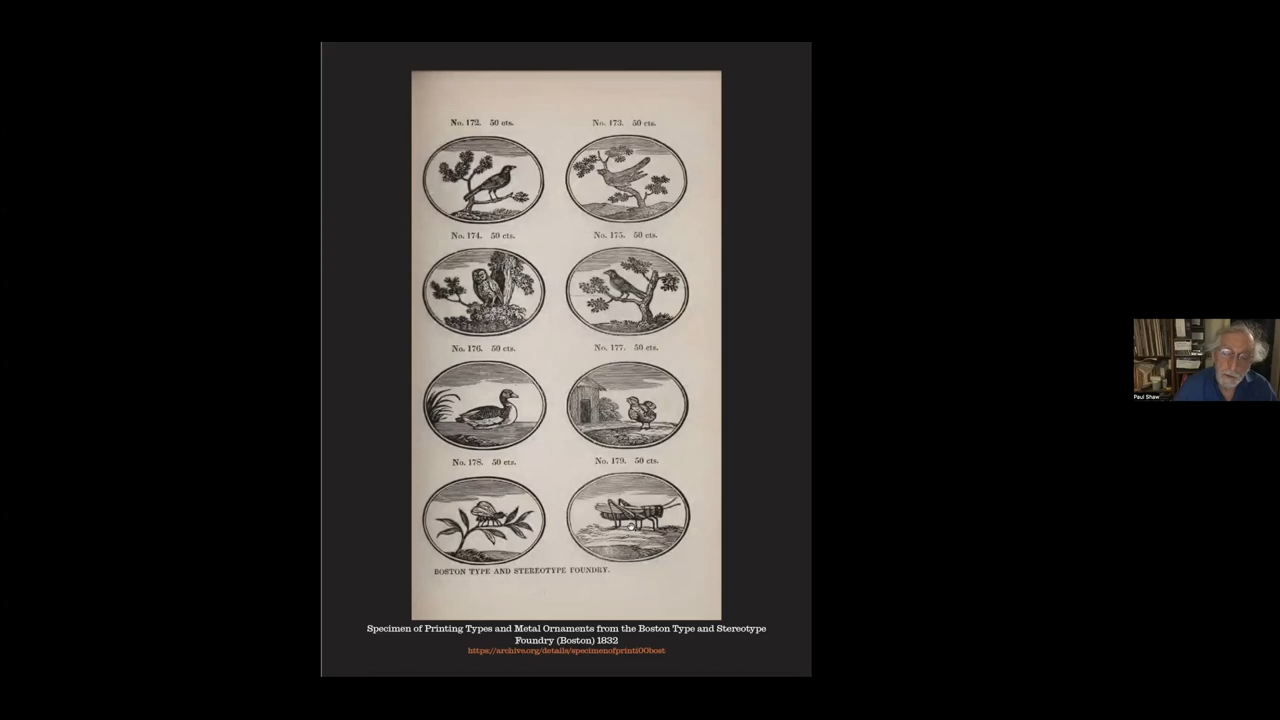 No. 172. 50 cts.
No. 173. 50 cts.
No. 174. 50 cts.
No. 175. 50 cts.
No. 176. 50 cts.
No. 177. 50 cts.
No. 178. 50 cts.
No. 179. 50 cts.
BOSTON TYPE AND STEREOTYPE FOUNDRY.
Specimen of Printing Types and Metal Ornaments from the Boston Type and Stereotype
Foundry (Boston) 1832
https://archive.org/details/specimenofprinti00bost
Paul Shaw